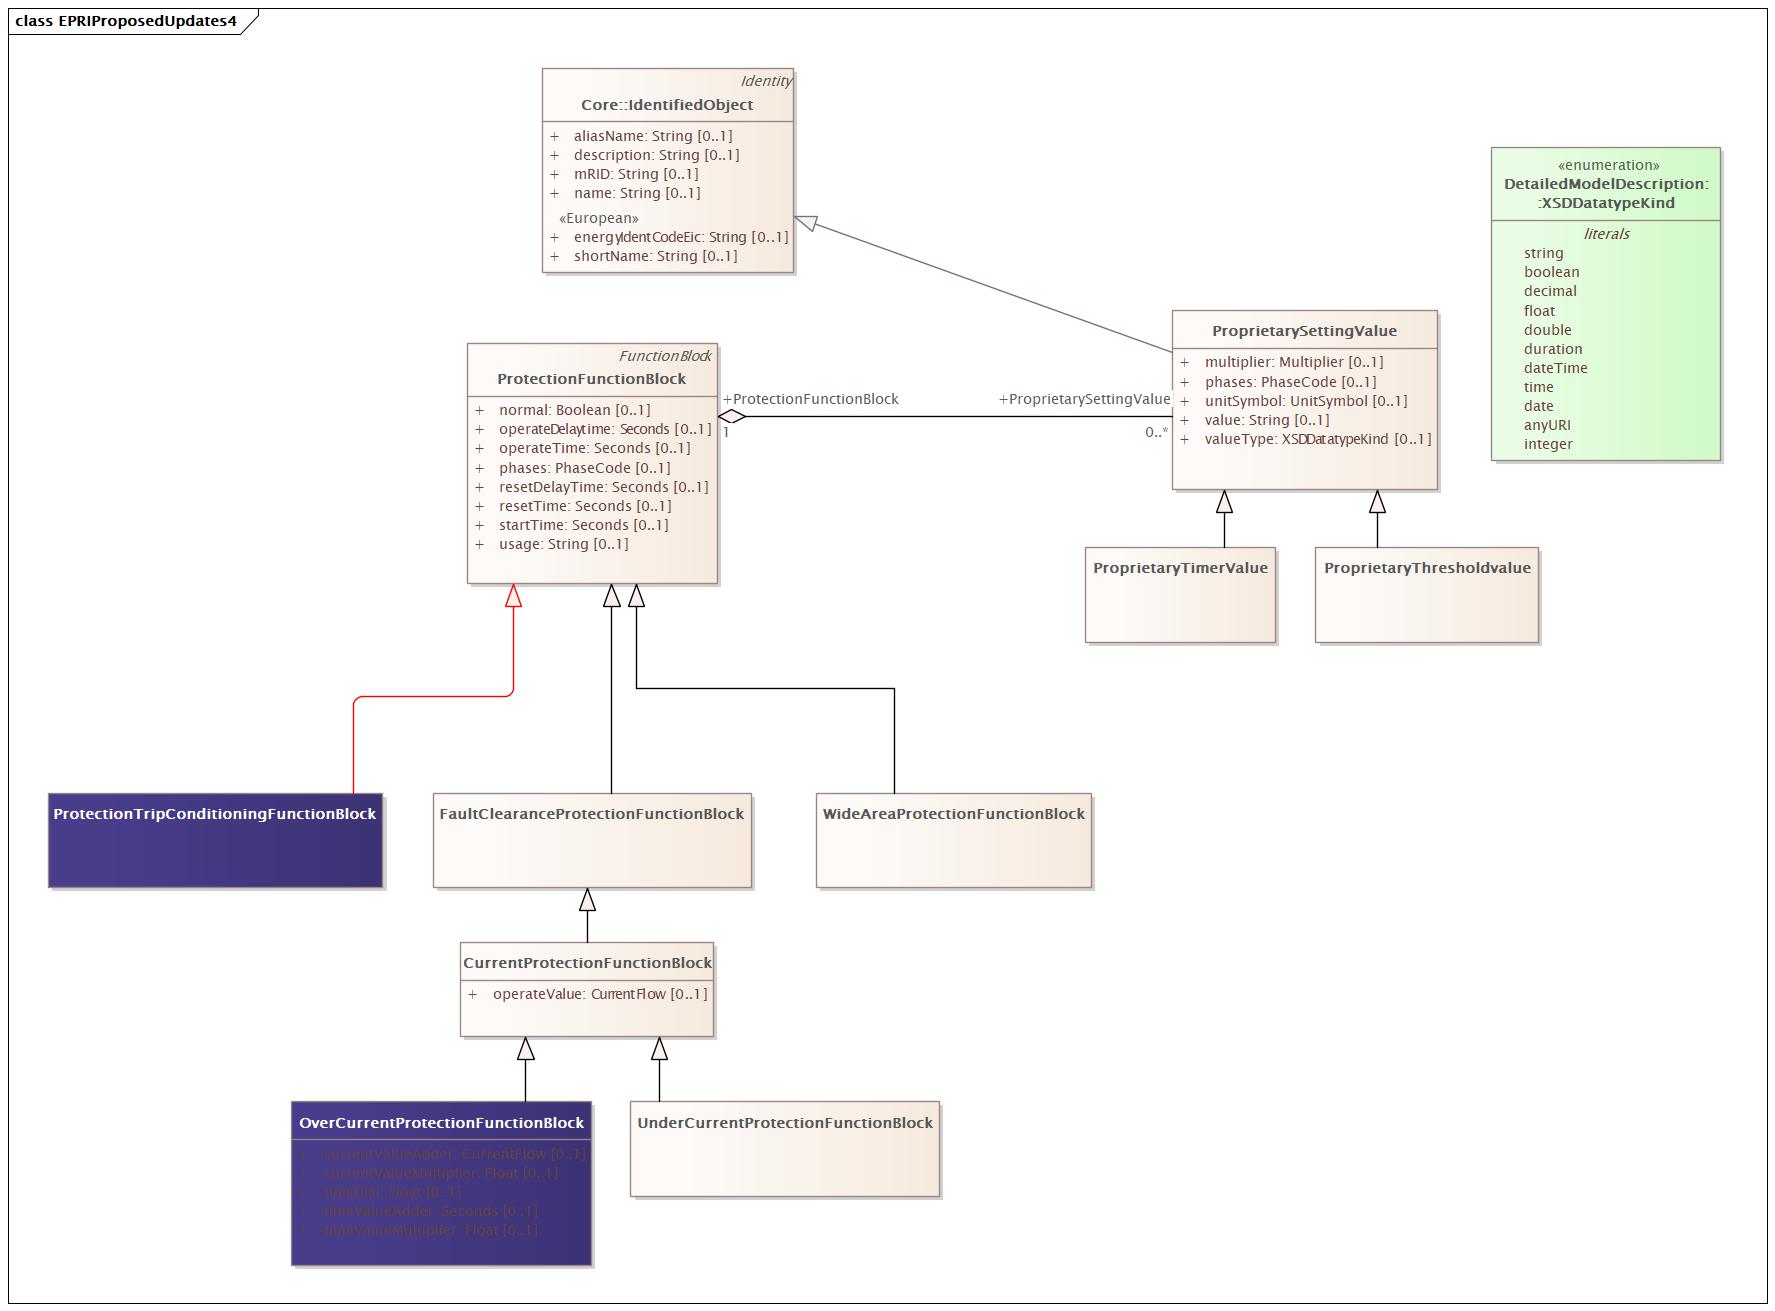 class EPRIProposedUpdates4
Identity
Core::IdentifiedObject
+ aliasName: String [0..1]
+ description: String [0..1]
+ mRID: String [0..1]
+ name: String [0..1]
«European»
+ energyIdentCodeEic: String [0..1]
+ shortName: String [0..1]
«enumeration»
DetailedModelDescription:
:XSDDatatypeKind
literals
string
boolean
decimal
float
double
duration
dateTime
time
date
anyURI
integer
ProprietarySettingValue
+ multiplier: Multiplier [0..1]
+ phases: PhaseCode [0..1]
+ unitSymbol: UnitSymbol [0..1]
+ value: String [0..1]
+ valueType: XSDDatatypeKind [0..1]
FunctionBlock
ProtectionFunctionBlock
+ normal: Boolean [0..1]
+ operateDelaytime: Seconds [0..1]
+ operateTime: Seconds [0..1]
+ phases: PhaseCode [0..1]
+ resetDelayTime: Seconds [0..1]
+ resetTime: Seconds [0..1]
+ startTime: Seconds [0..1]
+ usage: String [0..1]
+ProtectionFunctionBlock
1
+ProprietarySettingValue
0..*
ProprietaryTimerValue
ProprietaryThresholdvalue
ProtectionTripConditioningFunctionBlock
FaultClearanceProtectionFunctionBlock
WideAreaProtectionFunctionBlock
CurrentProtectionFunctionBlock
+ operateValue: CurrentFlow [0..1]
OverCurrentProtectionFunctionBlock
+ currentValueAdder: CurrentFlow [0..1]
+ currentValueMultiplier: Float [0..1]
+ timeDial: Float [0..1]
+ timeValueAdder: Seconds [0..1]
+ timeValueMultiplier: Float [0..1]
UnderCurrentProtectionFunctionBlock